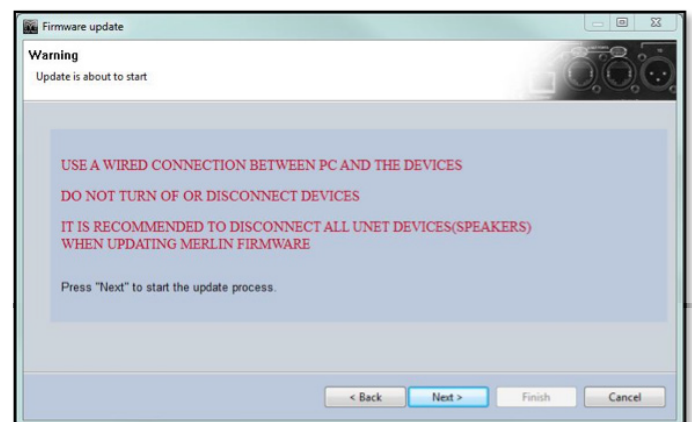 Firmware update
Warning
Update is about to start
USE A WIRED CONNECTION BETWEEN PC AND THE DEVICES
DO NOT TURN OF OR DISCONNECT DEVICES
IT IS RECOMMENDED TO DISCONNECT ALL UNET DEVICES(SPEAKERS)
WHEN UPDATING MERLIN FIRMWARE
Press "Next" to start the update process.
< Back Next > Finish Cancel